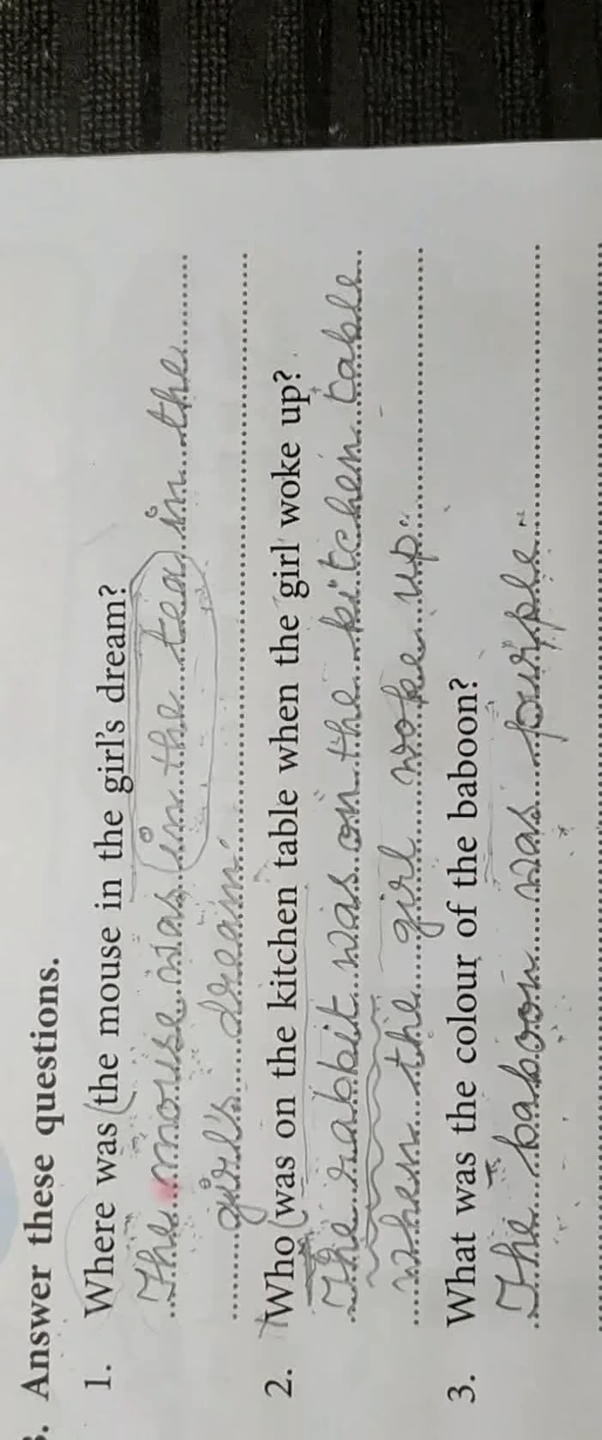 . Answer these questions.
1. Where was the mouse in the girl's dream?
The mouse was in the tea in the
girl's dream.
2. Who was on the kitchen table when the girl woke up?
The rabbit was on the kitchen table
when the girl woke up.
3. What was the colour of the baboon?
The baboon was purple.